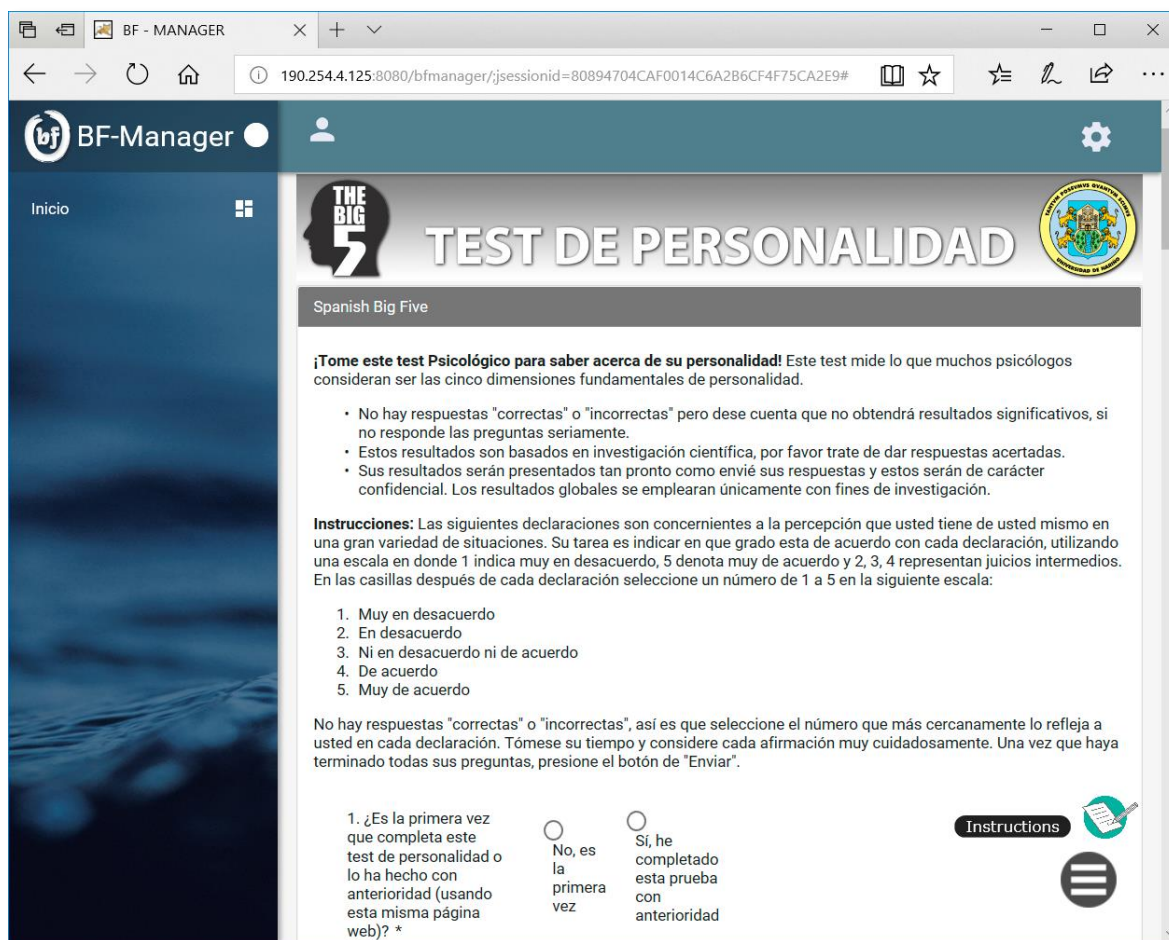 BF - MANAGER
190.254.4.125:8080/bfmanager/;jsessionid=80894704CAF0014C6A2B6CF4F75CA2E9#
bf BF-Manager
Inicio
THE
BIG
5
TEST DE PERSONALIDAD
TANTVM POSSVMVS QVANTVM SCIMVS
UNIVERSIDAD DE NARIÑO
Spanish Big Five
¡Tome este test Psicológico para saber acerca de su personalidad! Este test mide lo que muchos psicólogos
consideran ser las cinco dimensiones fundamentales de personalidad.
• No hay respuestas "correctas" o "incorrectas" pero dese cuenta que no obtendrá resultados significativos, si
no responde las preguntas seriamente.
• Estos resultados son basados en investigación científica, por favor trate de dar respuestas acertadas.
• Sus resultados serán presentados tan pronto como envié sus respuestas y estos serán de carácter
confidencial. Los resultados globales se emplearan únicamente con fines de investigación.
Instrucciones: Las siguientes declaraciones son concernientes a la percepción que usted tiene de usted mismo en
una gran variedad de situaciones. Su tarea es indicar en que grado esta de acuerdo con cada declaración, utilizando
una escala en donde 1 indica muy en desacuerdo, 5 denota muy de acuerdo y 2, 3, 4 representan juicios intermedios.
En las casillas después de cada declaración seleccione un número de 1 a 5 en la siguiente escala:
1. Muy en desacuerdo
2. En desacuerdo
3. Ni en desacuerdo ni de acuerdo
4. De acuerdo
5. Muy de acuerdo
No hay respuestas "correctas" o "incorrectas", así es que seleccione el número que más cercanamente lo refleja a
usted en cada declaración. Tómese su tiempo y considere cada afirmación muy cuidadosamente. Una vez que haya
terminado todas sus preguntas, presione el botón de "Enviar".
1. ¿Es la primera vez
que completa este
test de personalidad o
lo ha hecho con
anterioridad (usando
esta misma página
web)? *
No, es
la
primera
vez
Sí, he
completado
esta prueba
con
anterioridad
Instructions